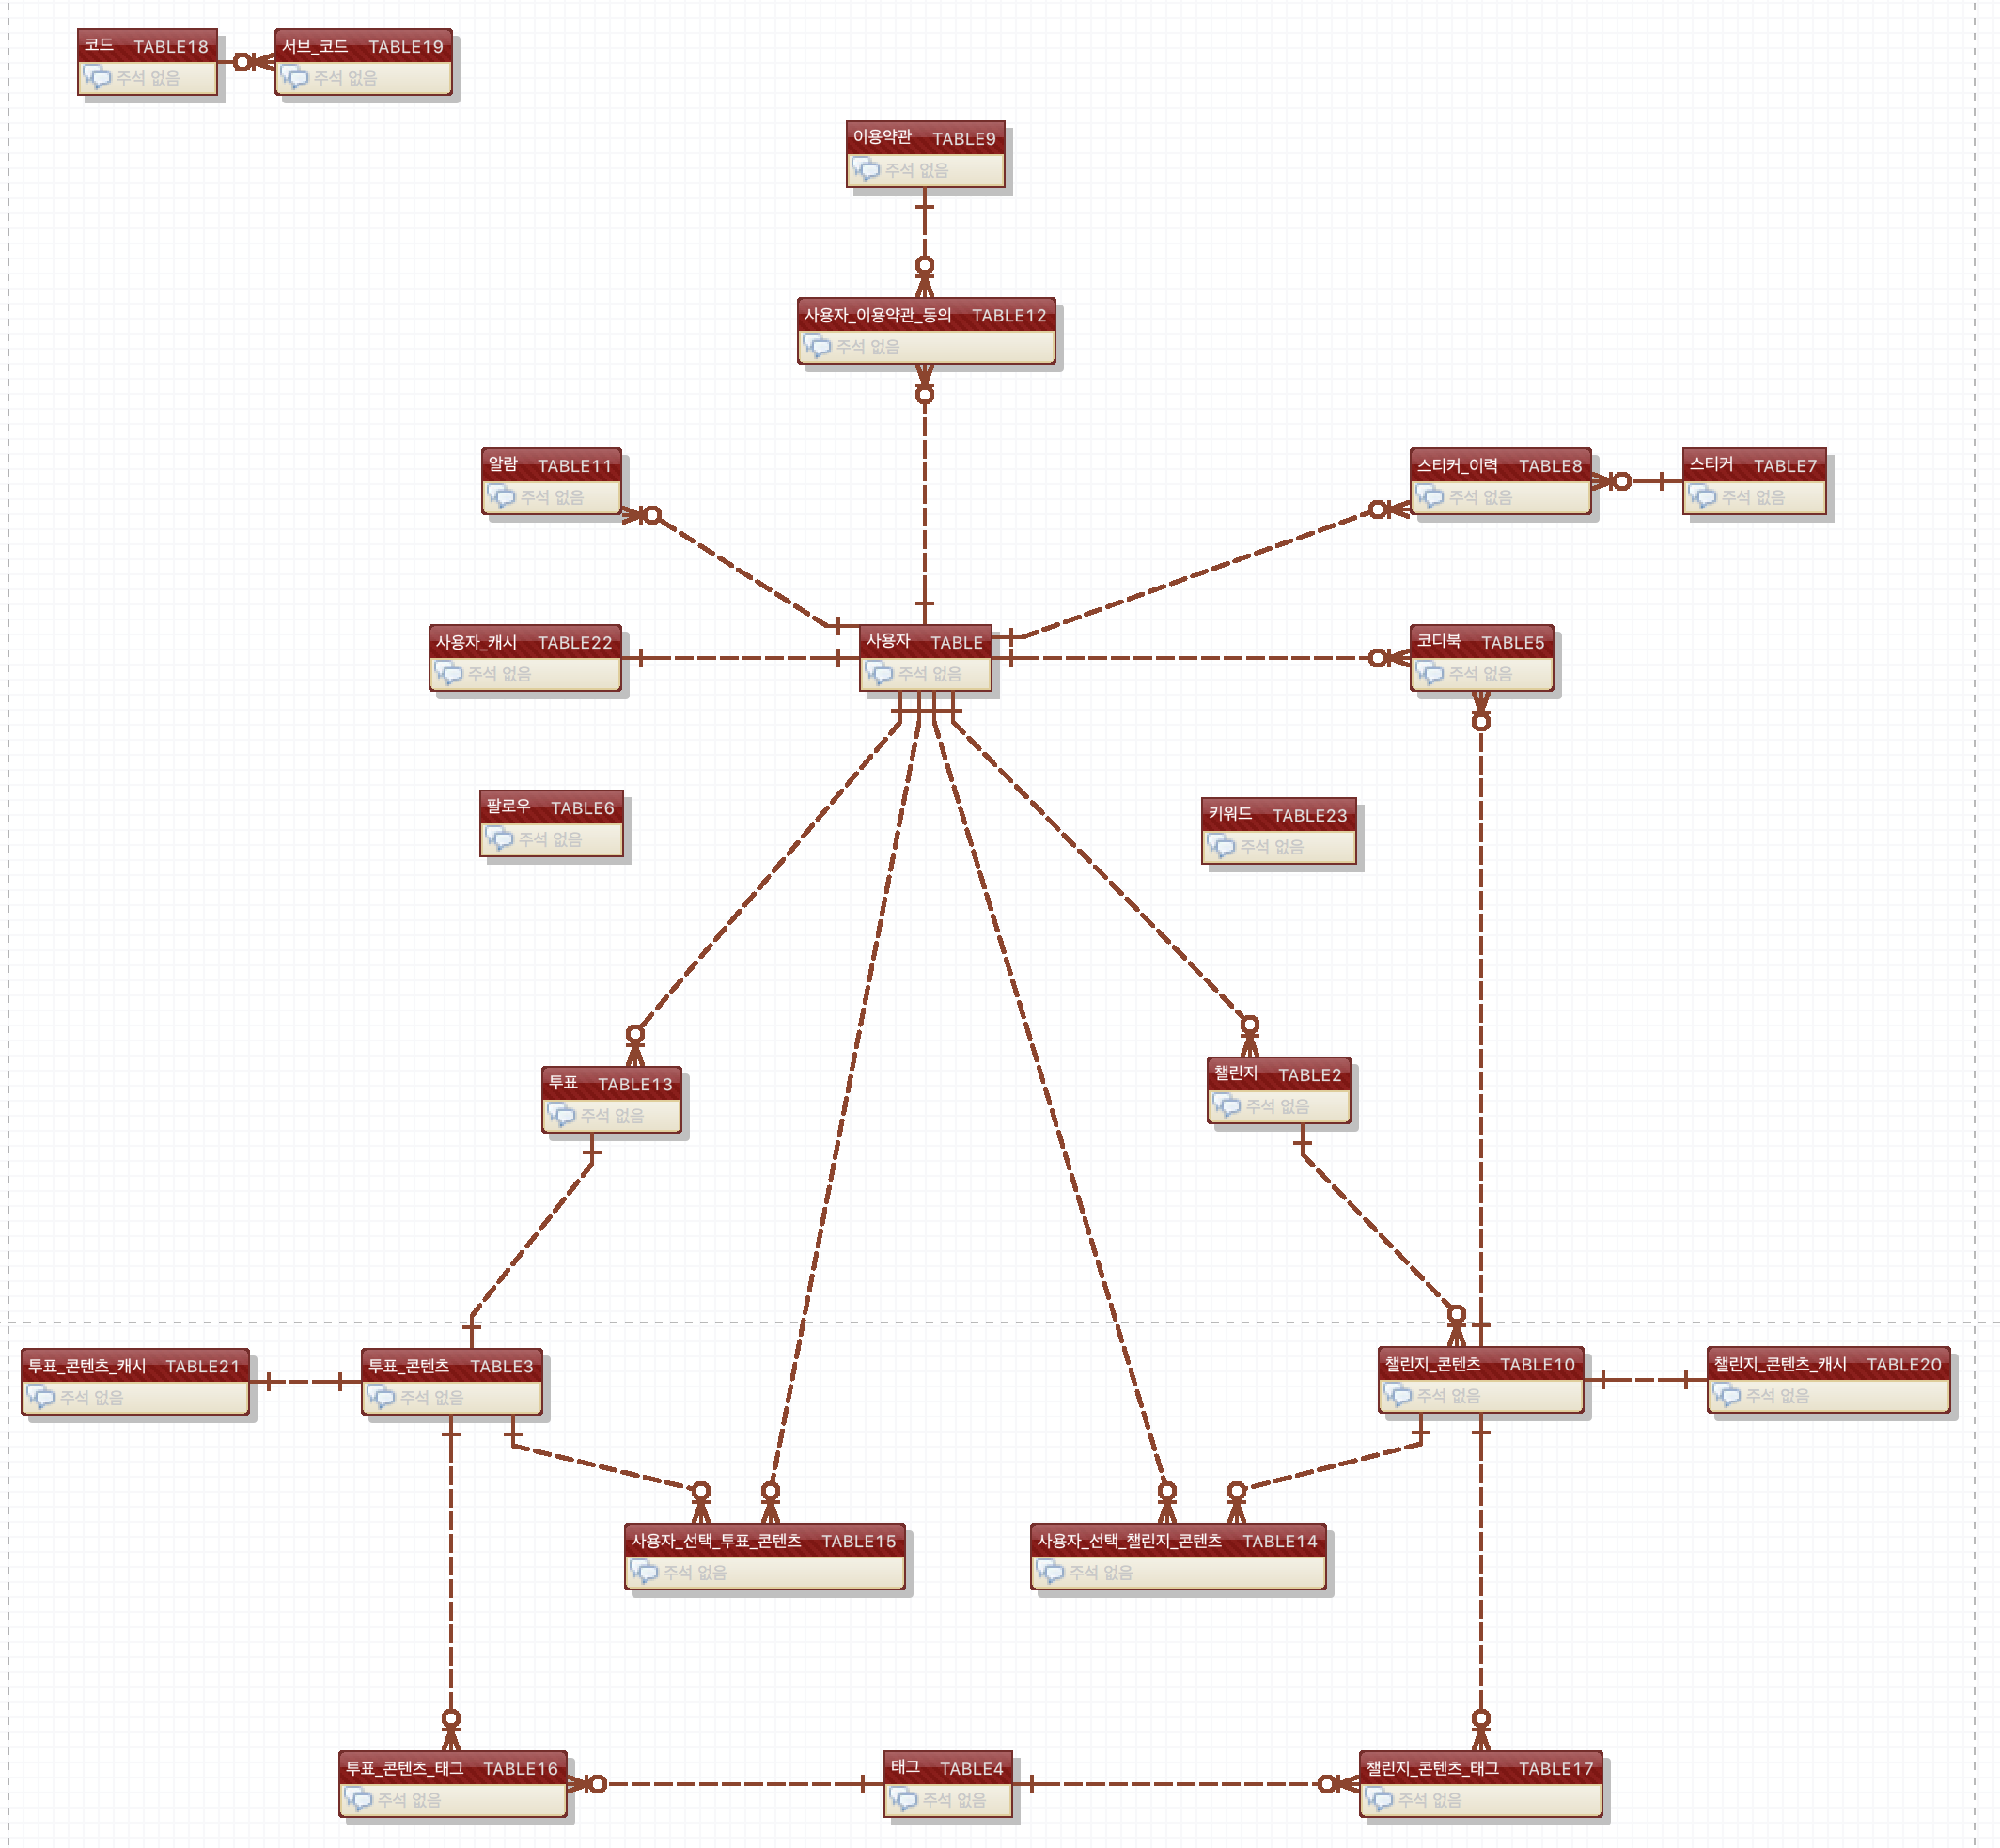 코드 TABLE18
주석 없음
서브_코드 TABLE19
주석 없음
이용약관 TABLE9
주석 없음
사용자_이용약관_동의 TABLE12
주석 없음
알람 TABLE11
주석 없음
스티커_이력 TABLE8
주석 없음
스티커 TABLE7
주석 없음
사용자_캐시 TABLE22
주석 없음
사용자 TABLE
주석 없음
코디북 TABLE5
주석 없음
팔로우 TABLE6
주석 없음
키워드 TABLE23
주석 없음
투표 TABLE13
주석 없음
챌린지 TABLE2
주석 없음
투표_콘텐츠_캐시 TABLE21
주석 없음
투표_콘텐츠 TABLE3
주석 없음
챌린지_콘텐츠 TABLE10
주석 없음
챌린지_콘텐츠_캐시 TABLE20
주석 없음
사용자_선택_투표_콘텐츠 TABLE15
주석 없음
사용자_선택_챌린지_콘텐츠 TABLE14
주석 없음
투표_콘텐츠_태그 TABLE16
주석 없음
태그 TABLE4
주석 없음
챌린지_콘텐츠_태그 TABLE17
주석 없음